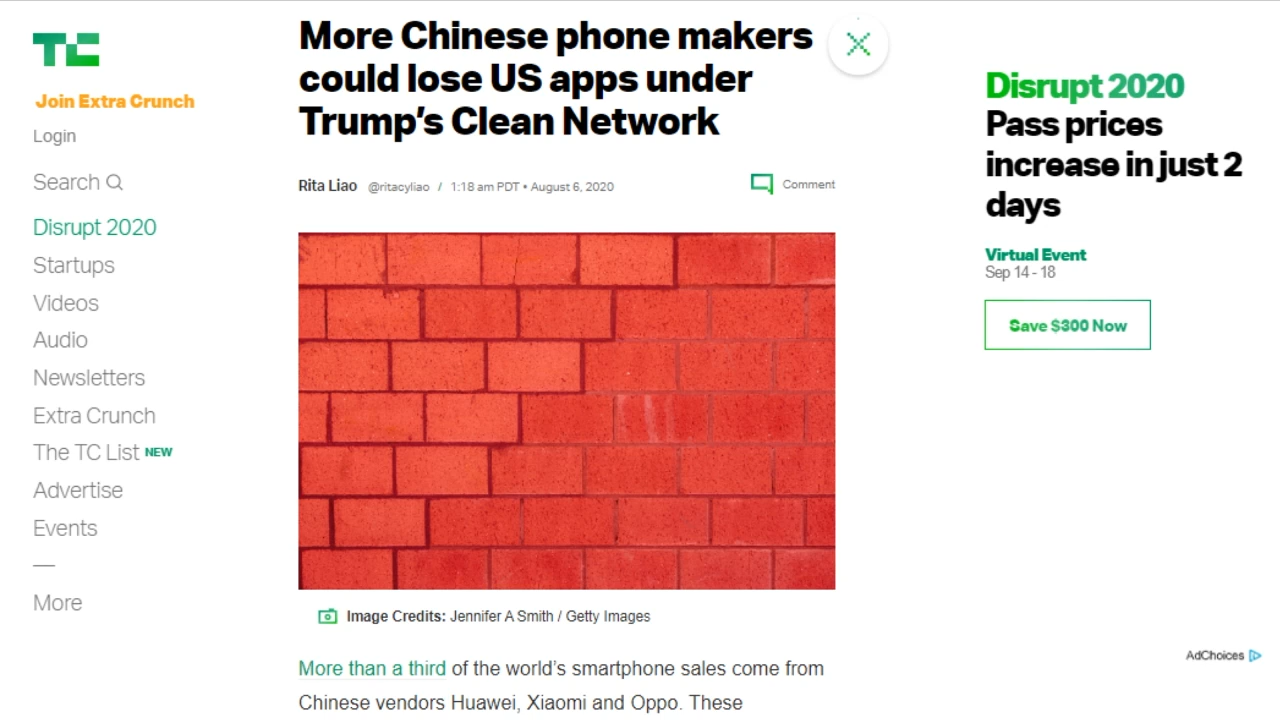 TC
Join Extra Crunch
Login
Search
Disrupt 2020
Startups
Videos
Audio
Newsletters
Extra Crunch
The TC List NEW
Advertise
Events
—
More
More Chinese phone makers
could lose US apps under
Trump’s Clean Network
Rita Liao @ritacyliao / 1:18 am PDT • August 6, 2020
Comment
Image Credits: Jennifer A Smith / Getty Images
More than a third of the world’s smartphone sales come from
Chinese vendors Huawei, Xiaomi and Oppo. These
Disrupt 2020
Pass prices
increase in just 2
days
Virtual Event
Sep 14 - 18
Save $300 Now
AdChoices